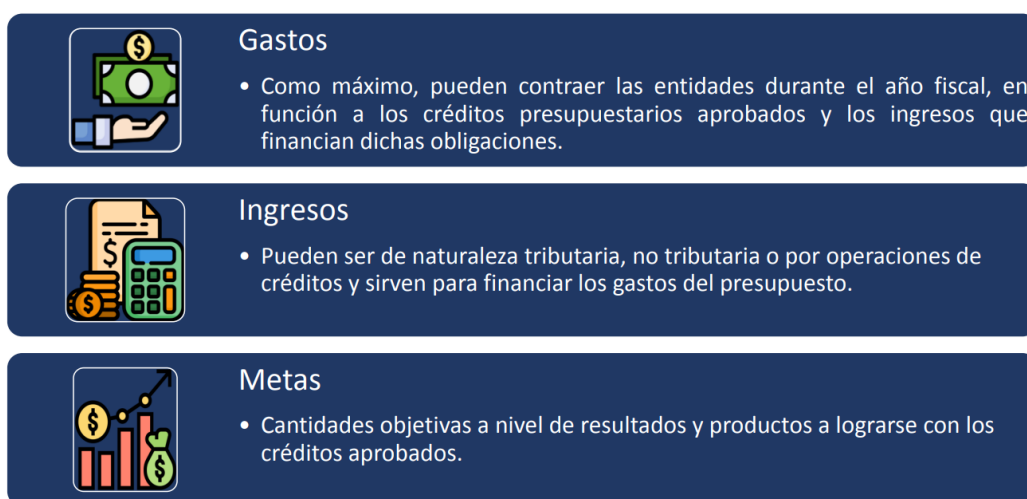 Gastos
• Como máximo, pueden contraer las entidades durante el año fiscal, en
función a los créditos presupuestarios aprobados y los ingresos que
financian dichas obligaciones.
Ingresos
• Pueden ser de naturaleza tributaria, no tributaria o por operaciones de
créditos y sirven para financiar los gastos del presupuesto.
Metas
• Cantidades objetivas a nivel de resultados y productos a lograrse con los
créditos aprobados.